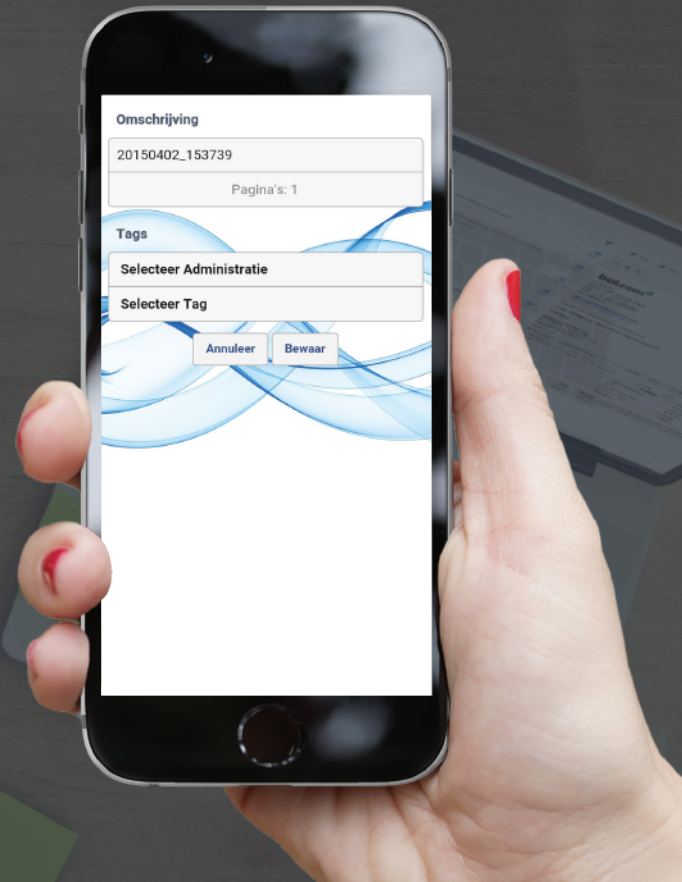 Omschrijving
20150402_153739
Pagina's: 1
Tags
Selecteer Administratie
Selecteer Tag
Annuleer Bewaar